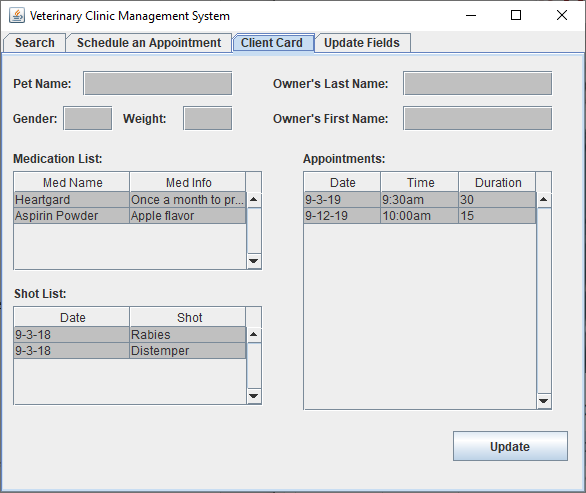 Veterinary Clinic Management System
Search Schedule an Appointment Client Card Update Fields
Pet Name: Owner's Last Name:
Gender: Weight: Owner's First Name:
Medication List: Appointments:
Med Name Med Info Date Time Duration
Heartgard Once a month to pr... 9-3-19 9:30am 30
Aspirin Powder Apple flavor 9-12-19 10:00am 15
Shot List:
Date Shot
9-3-18 Rabies
9-3-18 Distemper
Update